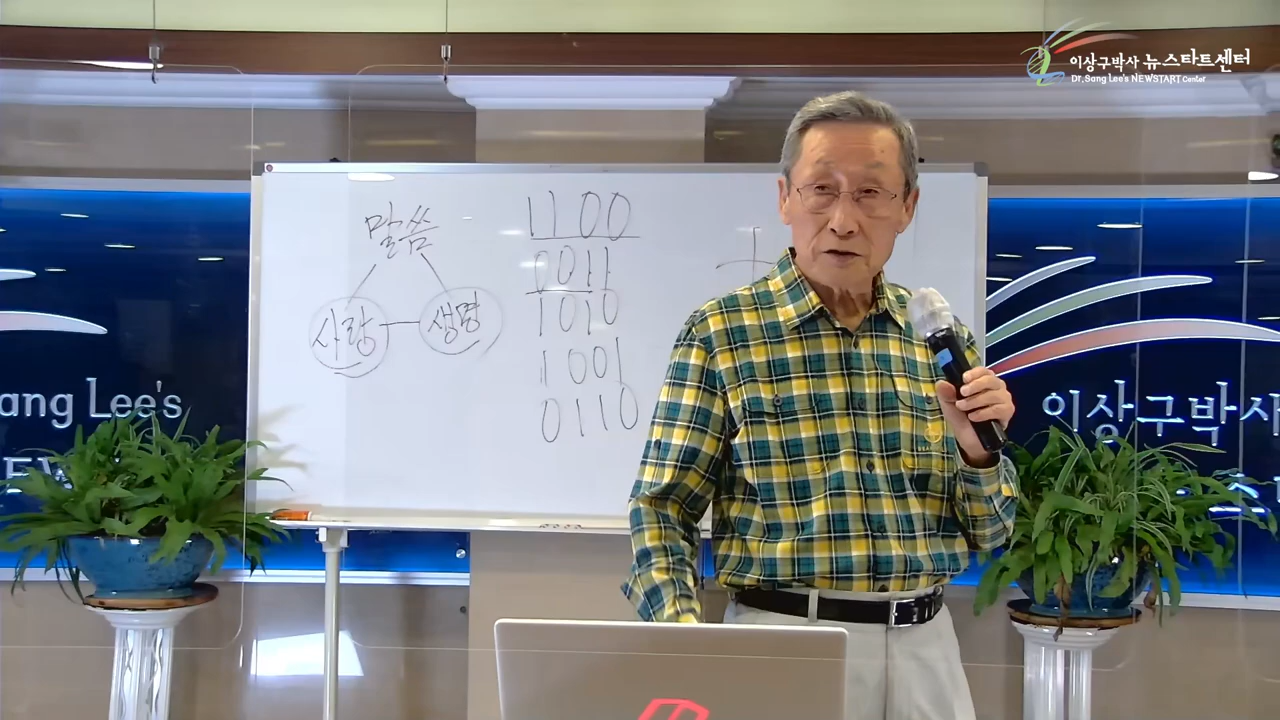 이상구박사 뉴스타트센터
Dr. Sang Lee's NEWSTART Center
말씀
사랑 생명
1100
0011
1010
1001
0110
ang Lee's
이상구박사